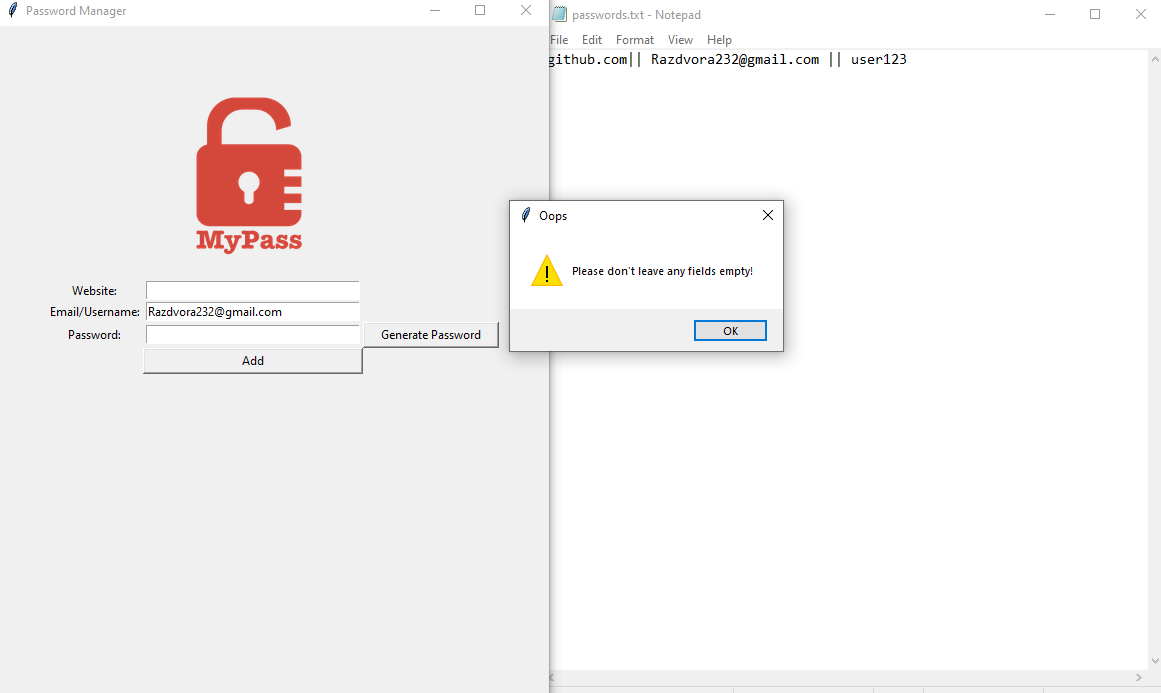 Password Manager
MyPass
Website:
Email/Username: Razdvora232@gmail.com
Password: Generate Password
Add
passwords.txt - Notepad
File Edit Format View Help
github.com|| Razdvora232@gmail.com || user123
Oops
Please don't leave any fields empty!
OK